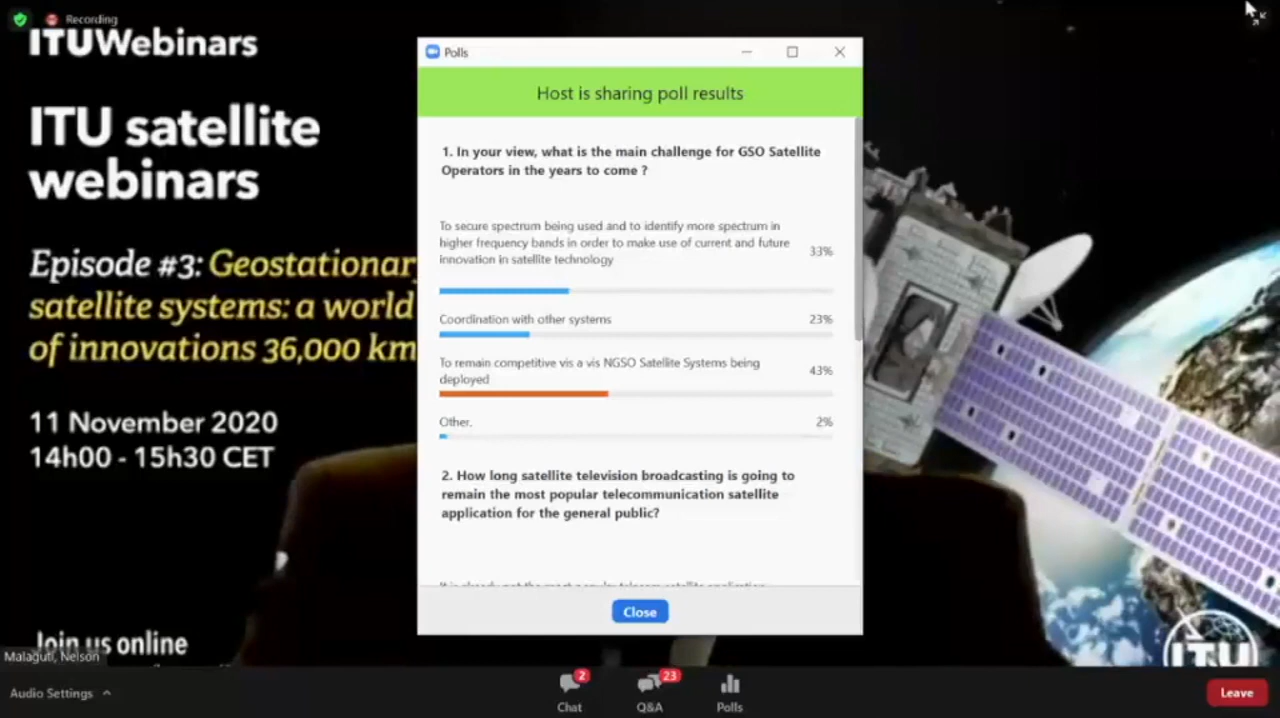 Recording
ITUWebinars
ITU satellite
webinars
Episode #3: Geostationar
satellite systems: a world
of innovations 36,000 km
11 November 2020
14h00 - 15h30 CET
Join us online
Malaguti, Nelson
Polls
Host is sharing poll results
1. In your view, what is the main challenge for GSO Satellite
Operators in the years to come ?
To secure spectrum being used and to identify more spectrum in
higher frequency bands in order to make use of current and future
innovation in satellite technology
33%
Coordination with other systems
23%
To remain competitive vis a vis NGSO Satellite Systems being
deployed
43%
Other.
2%
2. How long satellite television broadcasting is going to
remain the most popular telecommunication satellite
application for the general public?
Close
ITU
Audio Settings
2
Chat
23
Q&A
Polls
Leave